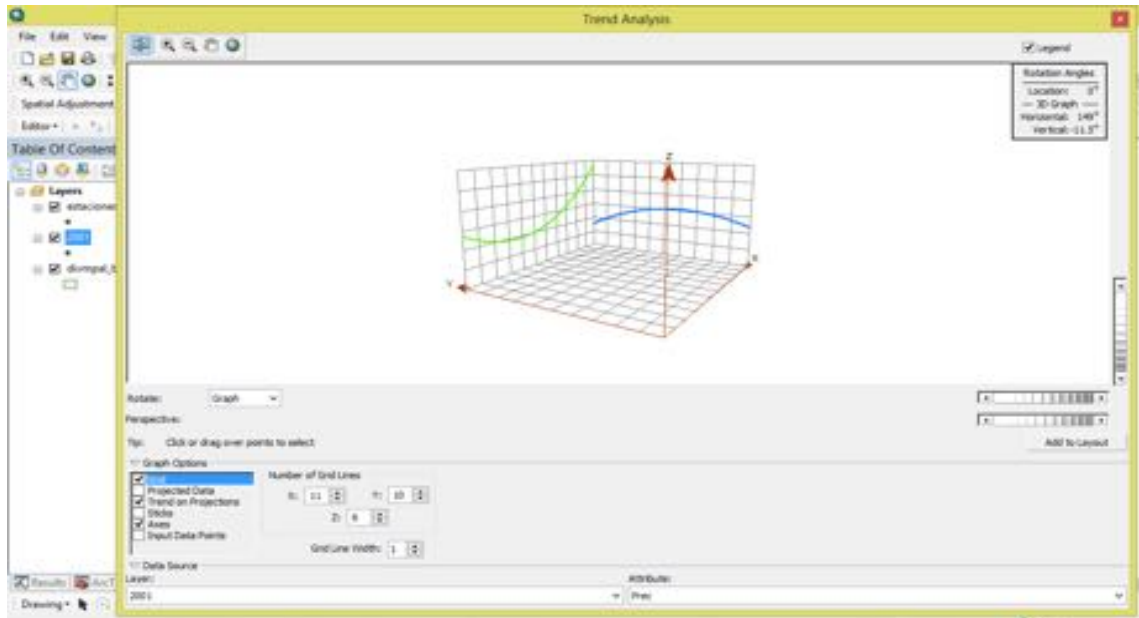 Trend Analysis
File Edit View
Legend
Spatial Adjustment
Editor
Table Of Content
Rotation Angles
Location: 0°
3D Graph
Horizontal: 149°
Vertical: -11.5°
Layers
estaciones
2001
Z
X
Y
Rotate: Graph
Perspective:
Tip: Click or drag over points to select
Add to Layout
Graph Options
Grid
Projected Data
Trend on Projections
Sticks
Axes
Input Data Points
Number of Grid Lines
X: 11 Y: 10
Z: 6
Grid Line Width: 1
Data Source
Layer: Attribute:
2001 Prec
Results ArcT
Drawing